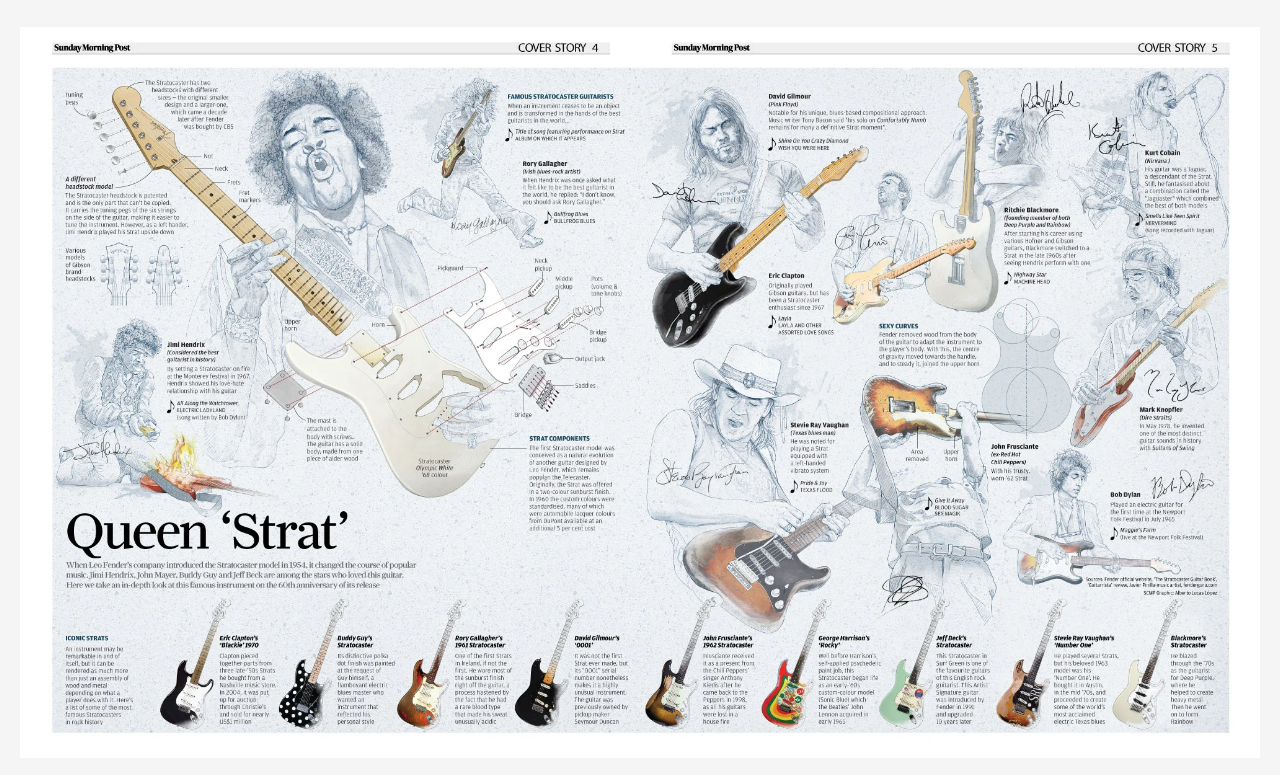 Sunday Morning Post
COVER STORY 4
Sunday Morning Post
COVER STORY 5
tuning
pegs
The Stratocaster has two
headstocks with different
sizes – the original smaller
design and a larger one,
which came a decade
later after Fender
was bought by CBS
Nut
Neck
Frets
Fret
markers
A different
headstock model
The Stratocaster headstock is patented
and is the only part that can't be copied.
It carries the tuning pegs of the six strings
on the side of the guitar, making it easier to
tune the instrument. However, as a left-hander,
Jimi Hendrix played his Strat upside down
Various
models
of Gibson
brand
headstocks
Jimi Hendrix
(Considered the best
guitarist in history)
By setting a Stratocaster on fire
at the Monterey festival in 1967,
Hendrix showed his love-hate
relationship with his guitar
All Along the Watchtower
ELECTRIC LADYLAND
(song written by Bob Dylan)
Upper
horn
Horn
Pickguard
Neck
pickup
Middle
pickup
Pots
(volume &
tone knobs)
Bridge
pickup
Output jack
Saddles
Bridge
The mast is
attached to the
body with screws.
The guitar has a solid
body, made from one
piece of alder wood
Stratocaster
Olympic White
'68 colour
STRAT COMPONENTS
The first Stratocaster model was
conceived as a natural evolution
of another guitar designed by
Leo Fender, which remains
popular: the Telecaster.
Originally, the Strat was offered
in a two-colour sunburst finish.
In 1960 the custom colours were
standardised, many of which
were automobile lacquer colours
from DuPont available at an
additional 5 per cent cost
FAMOUS STRATOCASTER GUITARISTS
When an instrument ceases to be an object
and is transformed in the hands of the best
guitarists in the world...
Title of song featuring performance on Strat
ALBUM ON WHICH IT APPEARS
Rory Gallagher
(Irish blues-rock artist)
When Hendrix was once asked what
it felt like to be the best guitarist in
the world, he replied: "I don't know,
you should ask Rory Gallagher."
Bullfrog Blues
BULLFROG BLUES
Queen 'Strat'
When Leo Fender's company introduced the Stratocaster model in 1954, it changed the course of popular
music. Jimi Hendrix, John Mayer, Buddy Guy and Jeff Beck are among the stars who loved this guitar.
Here we take an in-depth look at this famous instrument on the 60th anniversary of its release
David Gilmour
(Pink Floyd)
Notable for his unique, blues-based compositional approach.
Music writer Tony Bacon said "his solo on Comfortably Numb
remains for many a definitive Strat moment".
Shine On You Crazy Diamond
WISH YOU WERE HERE
Eric Clapton
Originally played
Gibson guitars, but has
been a Stratocaster
enthusiast since 1967
Layla
LAYLA AND OTHER
ASSORTED LOVE SONGS
Ritchie Blackmore
(founding member of both
Deep Purple and Rainbow)
After starting his career using
various Hofner and Gibson
guitars, Blackmore switched to a
Strat in the late 1960s after
seeing Hendrix perform with one
Highway Star
MACHINE HEAD
Kurt Cobain
Kurt Cobain
(Nirvana)
His guitar was a Jaguar,
a descendant of the Strat.
Still, he fantasised about
a combination called the
"Jagstang" which combined
the best of both models
Smells Like Teen Spirit
NEVERMIND
(song recorded with Jaguar)
SEXY CURVES
Fender removed wood from the body
of the guitar to adapt the instrument to
the player's body. With this, the centre
of gravity moved towards the handle,
and to steady it, joined the upper horn
Area
removed
Upper
horn
Stevie Ray Vaughan
Stevie Ray Vaughan
(Texas blues man)
He was noted for
playing a Strat
equipped with
a left-handed
vibrato system
Pride & Joy
TEXAS FLOOD
John Frusciante
(ex-Red Hot
Chili Peppers)
With his trusty,
worn '62 Strat
Give It Away
BLOOD SUGAR
SEX MAGIK
Mark Knopfler
(Dire Straits)
In May 1978, he invented
one of the most distinct
guitar sounds in history,
with Sultans of Swing
Bob Dylan
Bob Dylan
Played an electric guitar for
the first time at the Newport
Folk Festival in July 1965
Maggie's Farm
(live at the Newport Folk Festival)
Sources: Fender official website, 'The Stratocaster Guitar Book',
SCMP Graphic: Alberto Lucas López
ICONIC STRATS
An instrument may be
remarkable in and of
itself, but it can be
rendered as much more
than just an assembly of
wood and metal
depending on what a
player does with it. Here's
a list of some of the most
famous Stratocasters
in rock history
Eric Clapton's
'Blackie' 1970
Clapton pieced
together parts from
three late-'50s Strats
he bought from a
Nashville music store.
In 2004, it was put
up for auction
through Christie's
and sold for nearly
US$1 million
Buddy Guy's
Stratocaster
Its distinctive polka
dot finish was painted
at the request of
Guy himself, a
flamboyant electric
blues master who
wanted an
instrument that
reflected his
personal style
Rory Gallagher's
1961 Stratocaster
One of the first Strats
in Ireland, if not the
first. He wore most of
the sunburst finish
right off the guitar, a
process hastened by
the fact that he had
a rare blood type
that made his sweat
unusually acidic
David Gilmour's
'0001'
It was not the first
Strat ever made, but
its "0001" serial
number nonetheless
makes it a highly
unusual instrument.
The guitar was
previously owned by
pickup maker
Seymour Duncan
John Frusciante's
1962 Stratocaster
Frusciante received
it as a present from
the Chili Peppers'
singer Anthony
Kiedis after he
came back to the
Peppers in 1998,
as all his guitars
were lost in a
house fire
George Harrison's
'Rocky'
Well before Harrison's
self-applied psychedelic
paint job, this
Stratocaster began life
as an early-'60s
custom-colour model
(Sonic Blue) which
the Beatles' John
Lennon acquired in
early 1965
Jeff Beck's
Stratocaster
This Stratocaster in
Surf Green is one of
the favourite guitars
of this English rock
guitarist. This Artist
Signature guitar
was introduced by
Fender in 1991
and upgraded
10 years later
Stevie Ray Vaughan's
'Number One'
He played several Strats,
but his beloved 1963
model was his
'Number One'. He
bought it in Austin,
in the mid '70s, and
proceeded to create
some of the world's
most acclaimed
electric Texas blues
Blackmore's
Stratocaster
He blazed
through the '70s
as the guitarist
for Deep Purple,
where he
helped to create
heavy metal.
Then he went
on to form
Rainbow